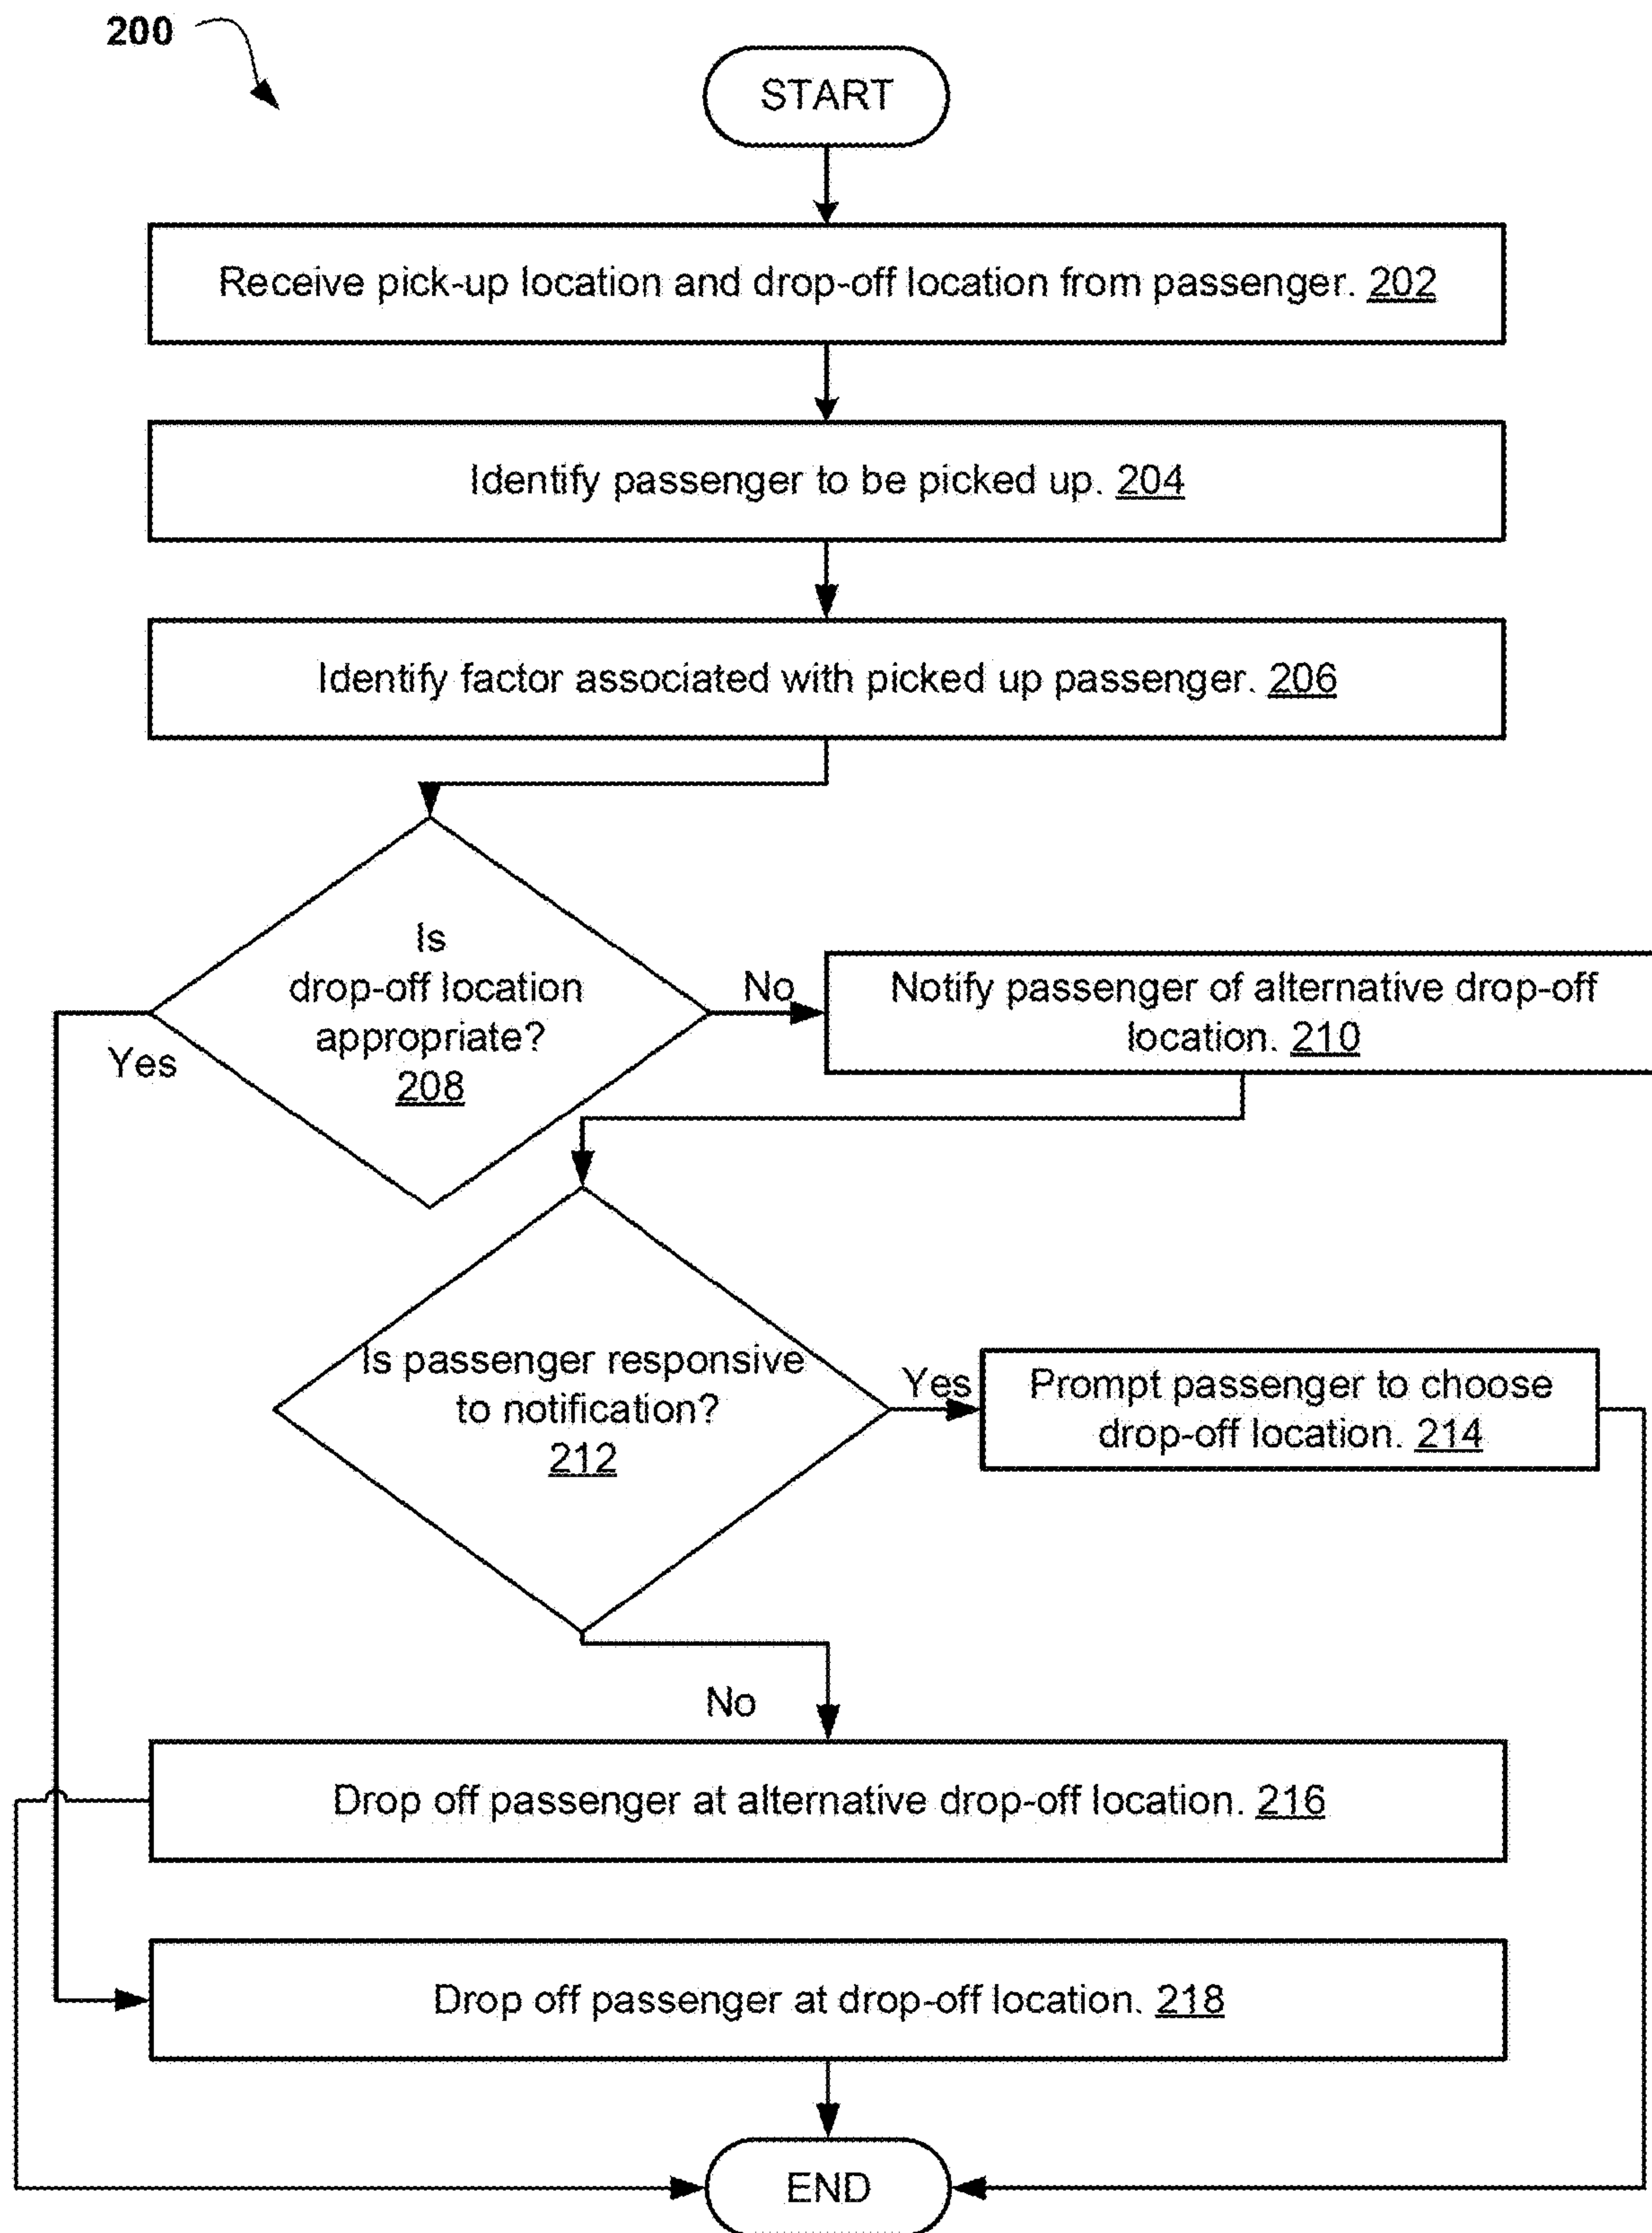 200
START
Receive pick-up location and drop-off location from passenger. 202
Identify passenger to be picked up. 204
Identify factor associated with picked up passenger. 206
Is
drop-off location
appropriate?
208
Yes
No
Notify passenger of alternative drop-off
location. 210
Is passenger responsive
to notification?
212
Yes
Prompt passenger to choose
drop-off location. 214
No
Drop off passenger at alternative drop-off location. 216
Drop off passenger at drop-off location. 218
END